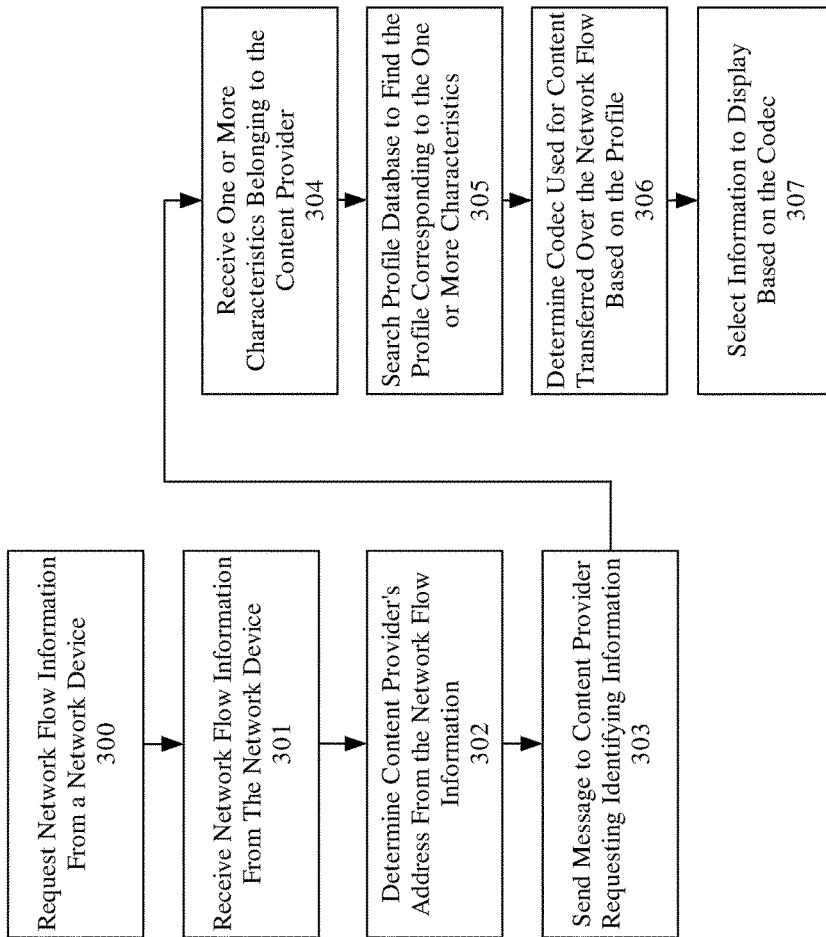 Request Network Flow Information
From a Network Device
300
Receive Network Flow Information
From The Network Device
301
Determine Content Provider's
Address From the Network Flow
Information
302
Send Message to Content Provider
Requesting Identifying Information
303
Receive One or More
Characteristics Belonging to the
Content Provider
304
Search Profile Database to Find the
Profile Corresponding to the One
or More Characteristics
305
Determine Codec Used for Content
Transferred Over the Network Flow
Based on the Profile
306
Select Information to Display
Based on the Codec
307